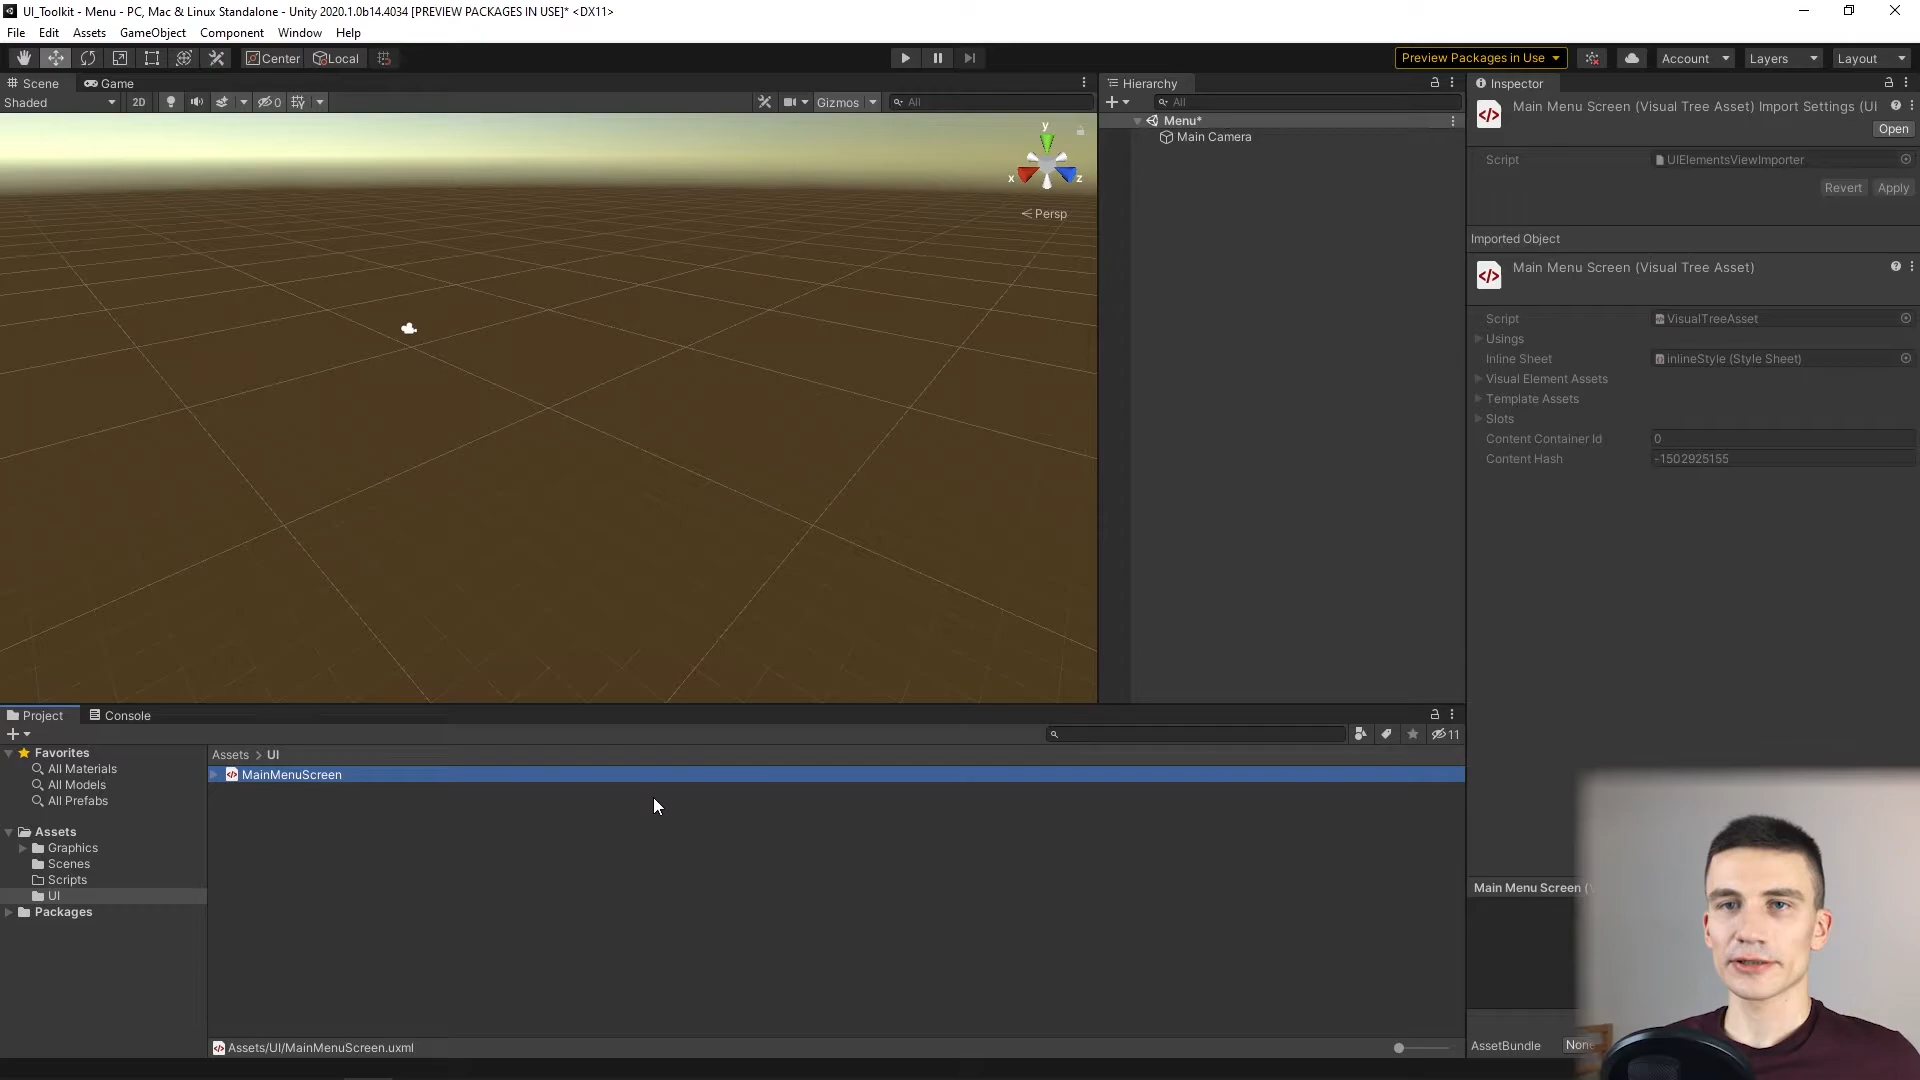 UI_Toolkit - Menu - PC, Mac & Linux Standalone - Unity 2020.1.0b14.4034 [PREVIEW PACKAGES IN USE]* <DX11>
File Edit Assets GameObject Component Window Help
Center Local Preview Packages in Use Account Layers Layout
Scene Game
Shaded 2D 0 Gizmos All
y
x z
Persp
Hierarchy
All
Menu*
Main Camera
Inspector
Main Menu Screen (Visual Tree Asset) Import Settings (UI
Open
Script UIElementsViewImporter
Revert Apply
Imported Object
Main Menu Screen (Visual Tree Asset)
Script VisualTreeAsset
Usings
Inline Sheet inlineStyle (Style Sheet)
Visual Element Assets
Template Assets
Slots
Content Container Id 0
Content Hash -1502925155
Project Console
11
Favorites
All Materials
All Models
All Prefabs
Assets
Graphics
Scenes
Scripts
UI
Packages
Assets > UI
MainMenuScreen
Assets/UI/MainMenuScreen.uxml
Main Menu Screen (
AssetBundle None